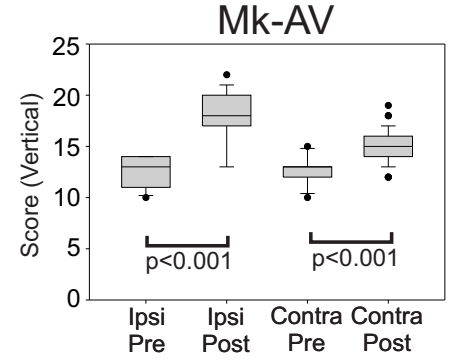 Mk-AV
Score (Vertical)
25
20
15
10
5
0
p<0.001
p<0.001
Ipsi Pre
Ipsi Post
Contra Pre
Contra Post